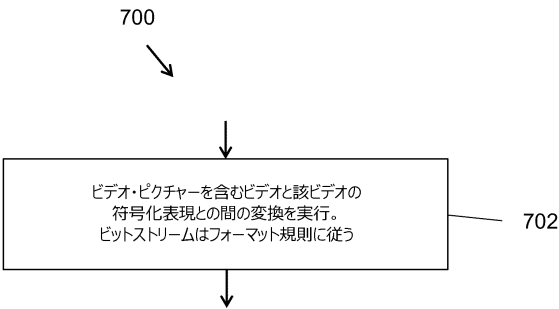 700
ビデオ・ピクチャーを含むビデオと該ビデオの
符号化表現との間の変換を実行。
ビットストリームはフォーマット規則に従う
702